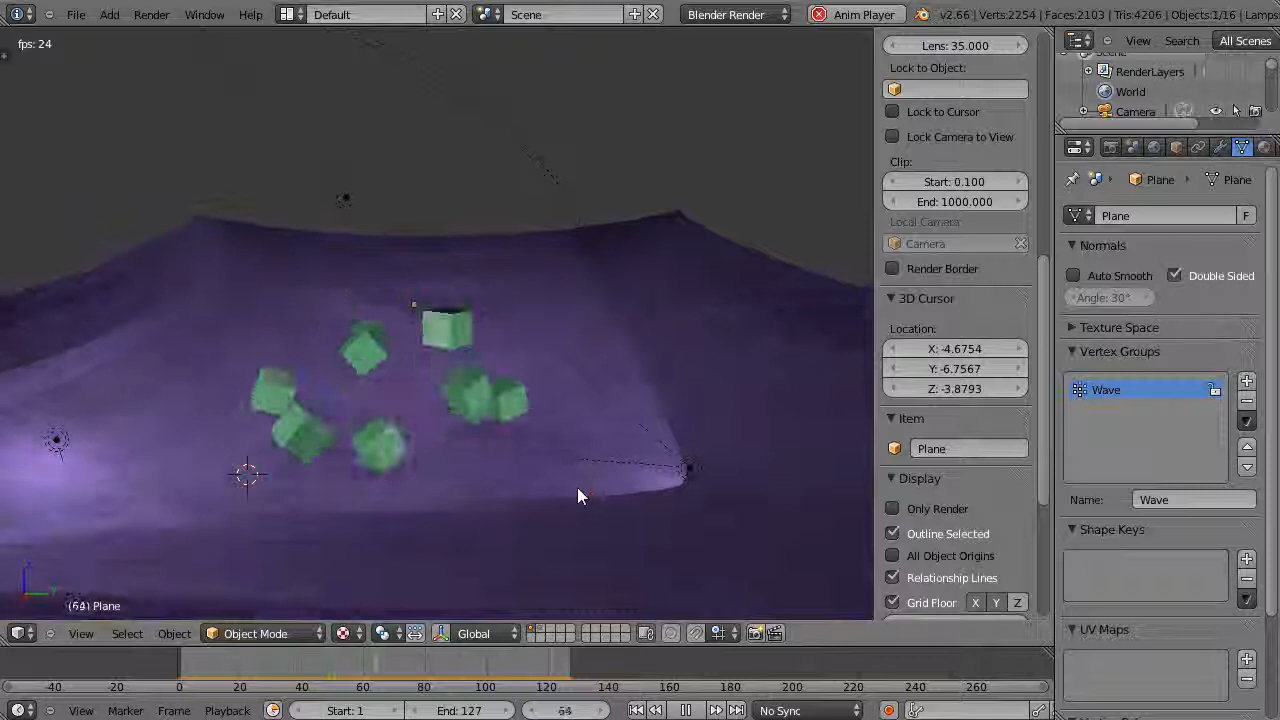 File Add Render Window Help Default Scene Blender Render Anim Player v2.66 | Verts:2254 | Faces:2103 | Tris:4206 | Objects:1/16 | Lamps
fps: 24
View Search All Scenes
RenderLayers
World
Camera
Lens: 35.000
Lock to Object:
Lock to Cursor
Lock Camera to View
Clip:
Start: 0.100
End: 1000.000
Local Camera:
Camera
Render Border
3D Cursor
Location:
X: -4.6754
Y: -6.7567
Z: -3.8793
Item
Plane
Display
Only Render
Outline Selected
All Object Origins
Relationship Lines
Grid Floor X Y Z
Plane Plane
Plane F
Normals
Auto Smooth Double Sided
Angle: 30°
Texture Space
Vertex Groups
Wave
Name: Wave
Shape Keys
UV Maps
z
y
(64) Plane
View Select Object Object Mode Global
-40 -20 0 20 40 60 80 100 120 140 160 180 200 220 240 260
View Marker Frame Playback Start: 1 End: 127 64 No Sync